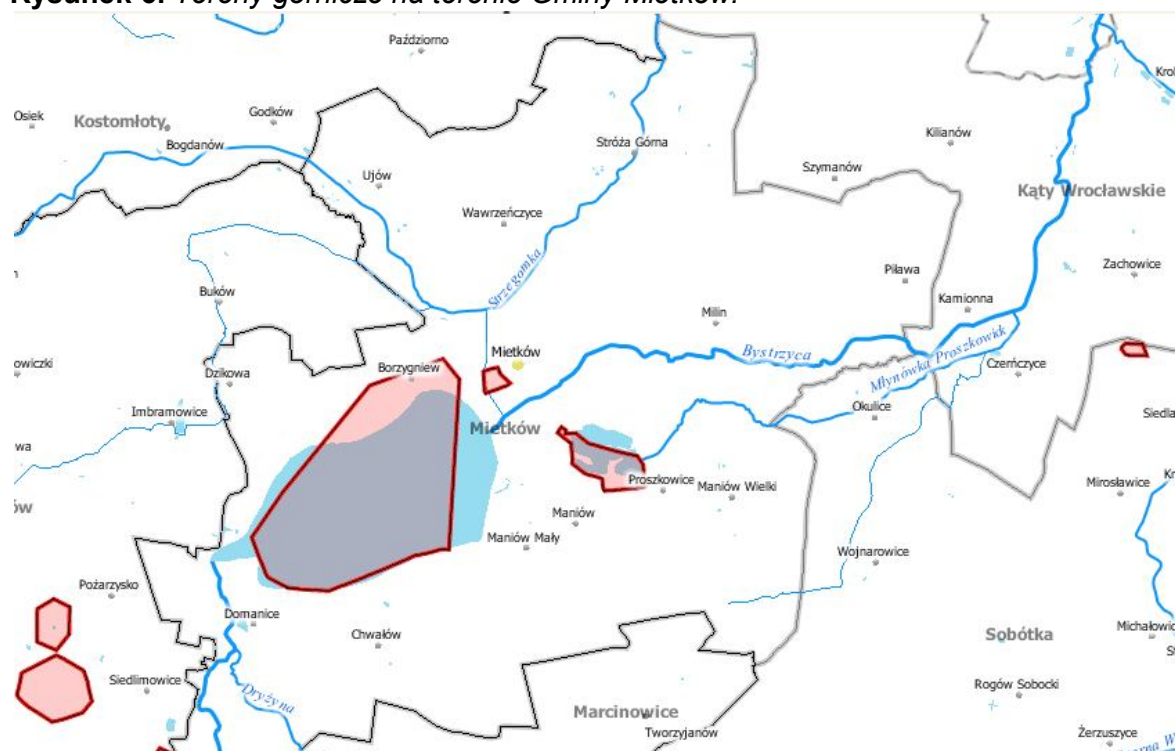 Październo
Osiek
Godków
Kostomłoty
Bogdanów
Kilianów
Stróża Górna
Szymanów
Ujów
Kąty Wrocławskie
Wawrzeńczyce
Strzegomka
Zachowice
Piława
Buków
Kamionna
Milin
Mietków
Bystrzyca
Młynówka Proszkowick
Borzygniew
Dzikowa
Czerńczyce
Imbramowice
Okulice
Mietków
Proszkowice
Maniów Wielki
Mirosławice
Maniów
Maniów Mały
Wojnarowice
Pożarzysko
Domanice
Chwałów
Sobótka
Siedlimowice
Dryżyna
Rogów Sobocki
Marcinowice
Tworzyjanów
Żerzuszyce